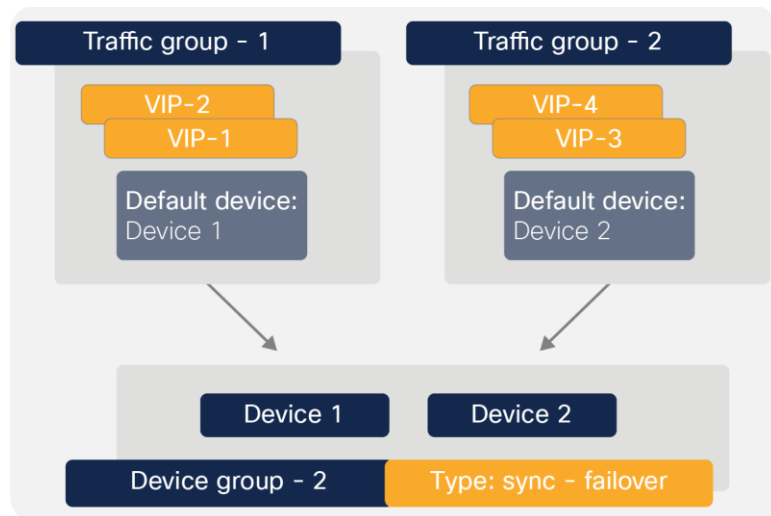 Traffic group - 1
VIP-2
VIP-1
Default device:
Device 1
Traffic group - 2
VIP-4
VIP-3
Default device:
Device 2
Device 1
Device 2
Device group - 2
Type: sync - failover